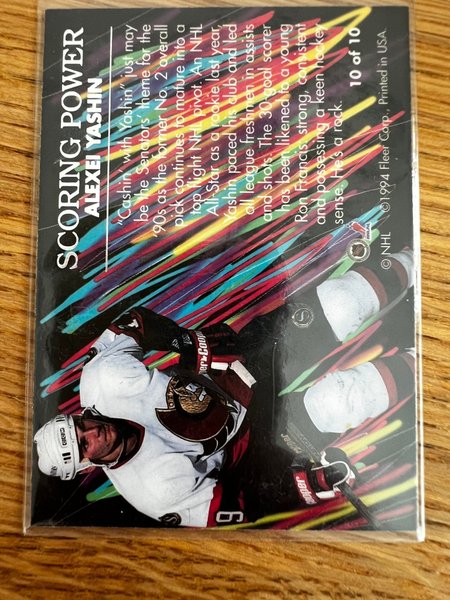 SCORING POWER
ALEXEI YASHIN
"Cashin' with Yashin" just may
be the Senators' theme for the
'90s as the former No. 2 overall
pick continues to mature into a
top-flight NHL pivot. An NHL
All-Star as a rookie last year,
Yashin paced his club and led
all league freshmen in assists
and shots. The 30-goal scorer
has been likened to a young
Ron Francis: strong, consistent
and possessing a keen hockey
sense. He's a rock.
10 of 10
© NHL ©1994 Fleer Corp., Printed in USA.